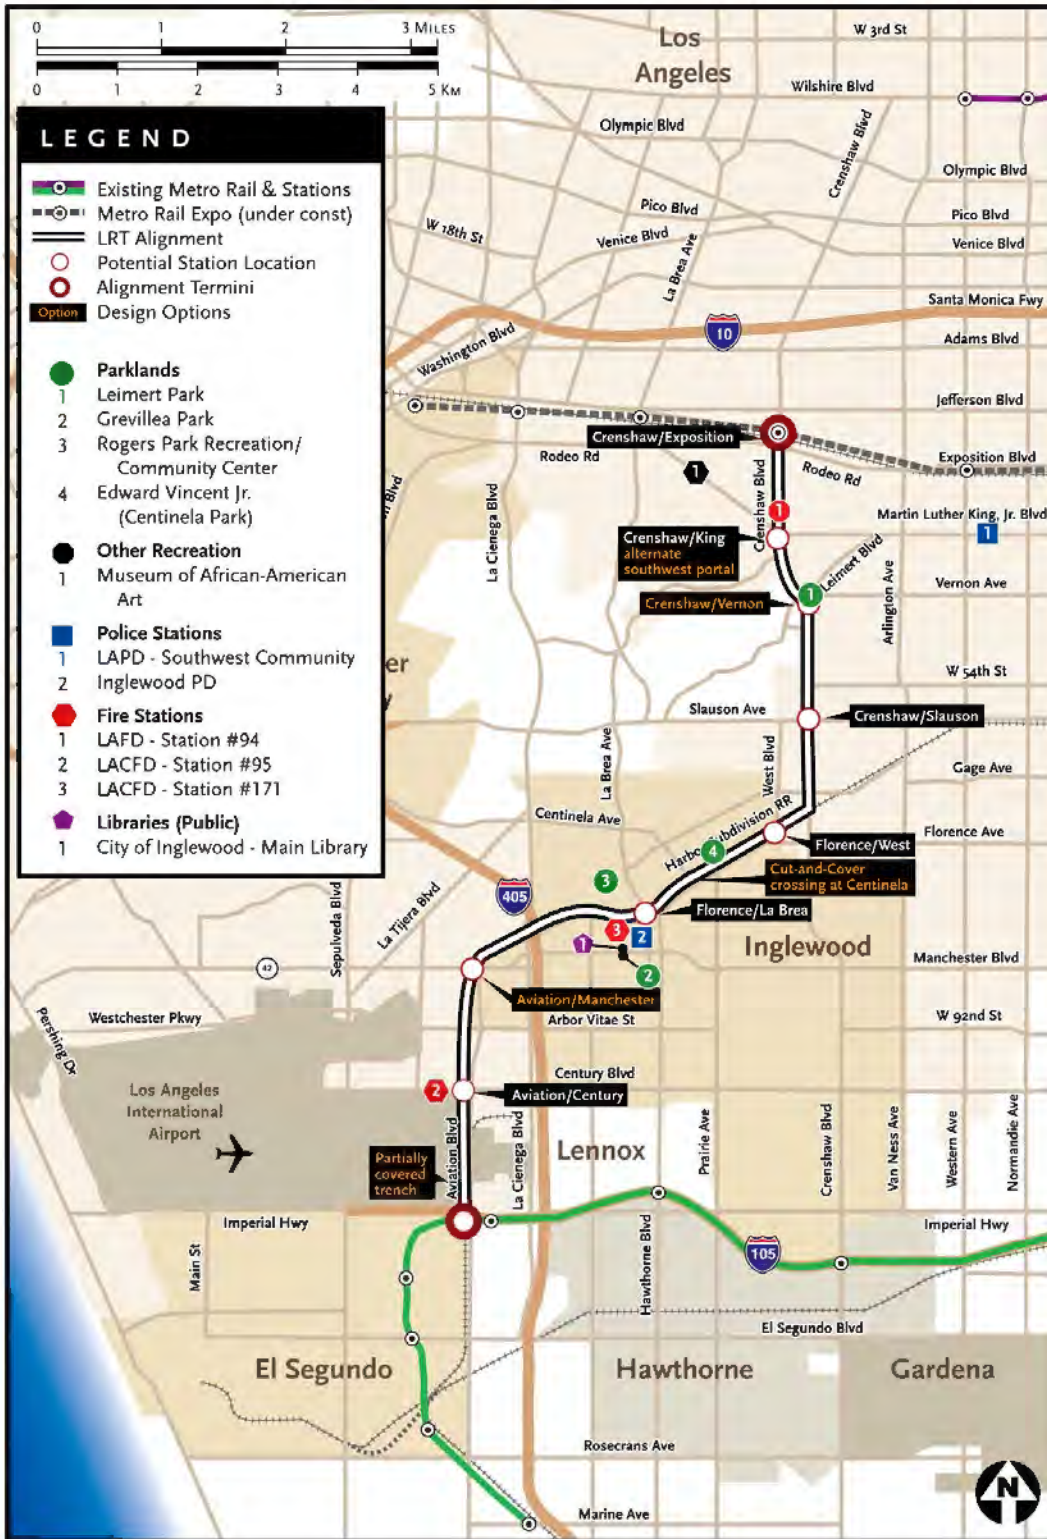 0 1 2 3 MILES
0 1 2 3 4 5 KM
LEGEND
Existing Metro Rail & Stations
Metro Rail Expo (under const)
LRT Alignment
Potential Station Location
Alignment Termini
Option Design Options
Parklands
1 Leimert Park
2 Grevillea Park
3 Rogers Park Recreation/
Community Center
4 Edward Vincent Jr.
(Centinela Park)
Other Recreation
1 Museum of African-American
Art
Police Stations
1 LAPD - Southwest Community
2 Inglewood PD
Fire Stations
1 LAFD - Station #94
2 LACFD - Station #95
3 LACFD - Station #171
Libraries (Public)
1 City of Inglewood - Main Library
Los
Angeles
W 3rd St
Wilshire Blvd
Olympic Blvd
Crenshaw Blvd
Olympic Blvd
Pico Blvd
Pico Blvd
W 18th St
Venice Blvd
Venice Blvd
La Brea Ave
Santa Monica Fwy
10
Washington Blvd
Adams Blvd
Jefferson Blvd
Crenshaw/Exposition
Rodeo Rd
Rodeo Rd
Exposition Blvd
1
Crenshaw Blvd
La Cienega Blvd
Blvd
1
Martin Luther King, Jr. Blvd
1
Crenshaw/King
alternate
southwest portal
Leimert Blvd
Arlington Ave
Vernon Ave
1
Crenshaw/Vernon
er
y
W 54th St
Slauson Ave
Crenshaw/Slauson
La Brea Ave
West Blvd
Gage Ave
Centinela Ave
Harbor Subdivision RR
Florence Ave
Florence/West
4
Cut-and-Cover
crossing at Centinela
3
405
Florence/La Brea
La Tijera Blvd
Sepulveda Blvd
3
2
1
2
Inglewood
Manchester Blvd
42
Aviation/Manchester
Arbor Vitae St
W 92nd St
Westchester Pkwy
Pershing Dr
Century Blvd
2
Aviation/Century
Los Angeles
International
Airport
Aviation Blvd
La Cienega Blvd
Lennox
Prairie Ave
Crenshaw Blvd
Van Ness Ave
Western Ave
Normandie Ave
Partially
covered
trench
Imperial Hwy
Imperial Hwy
Main St
Hawthorne Blvd
105
El Segundo Blvd
El Segundo
Hawthorne
Gardena
Rosecrans Ave
Marine Ave
N